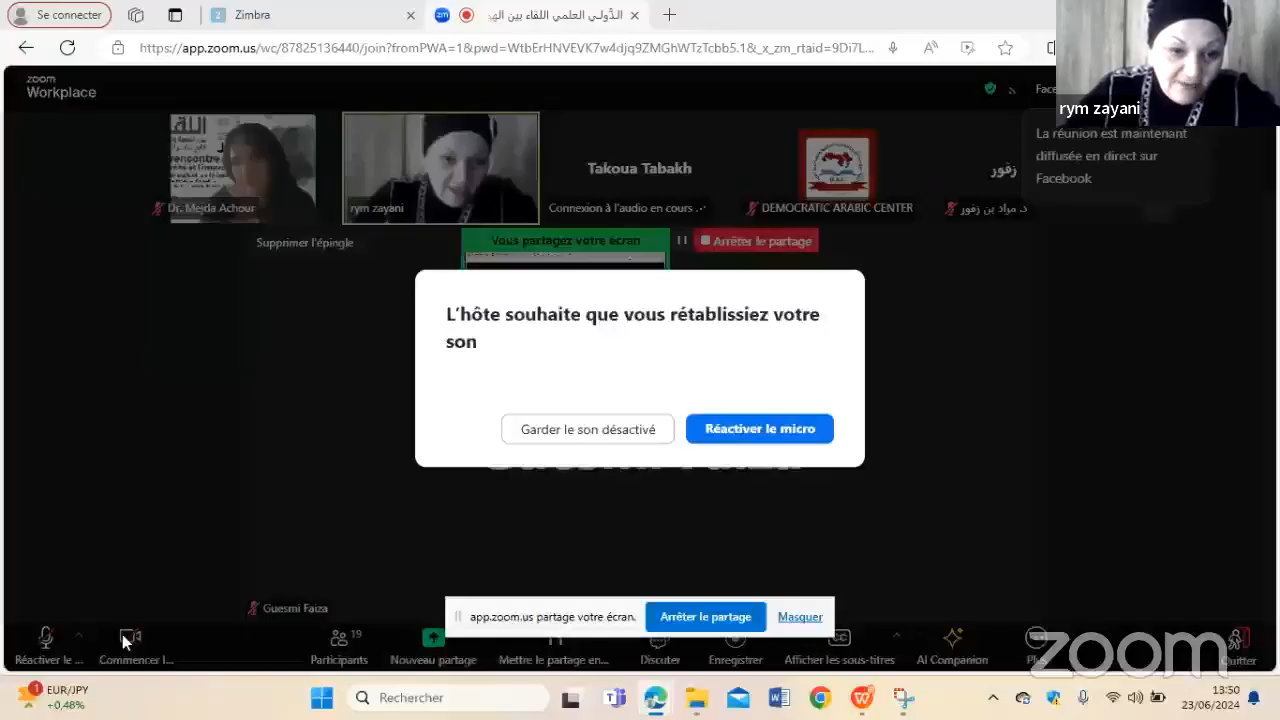 Se connecter
Zimbra
الدّولي العلمي اللقاء بين اله
https://app.zoom.us/wc/87825136440/join?fromPWA=1&pwd=WtbErHNVEVK7w4djq9ZMGhWTzTcbb5.1&_x_zm_rtaid=9Di7L...
zoom
Workplace
rym zayani
La réunion est maintenant
diffusée en direct sur
Facebook
Takoua Tabakh
زقور
Dr. Mejda Achour
rym zayani
Connexion à l'audio en cours ...
DEMOCRATIC ARABIC CENTER
د. مراد بن زقور
Supprimer l'épingle
Vous partagez votre écran
Arrêter le partage
L'hôte souhaite que vous rétablissiez votre
son
Garder le son désactivé
Réactiver le micro
Guesmi Faiza
app.zoom.us partage votre écran.
Arrêter le partage
Masquer
19
Réactiver le ...
Commencer l...
Participants
Nouveau partage
Mettre le partage en...
Discuter
Enregistrer
Afficher les sous-titres
AI Companion
Plus
Quitter
zoom
1
EUR/JPY
+0,48%
Rechercher
13:50
23/06/2024